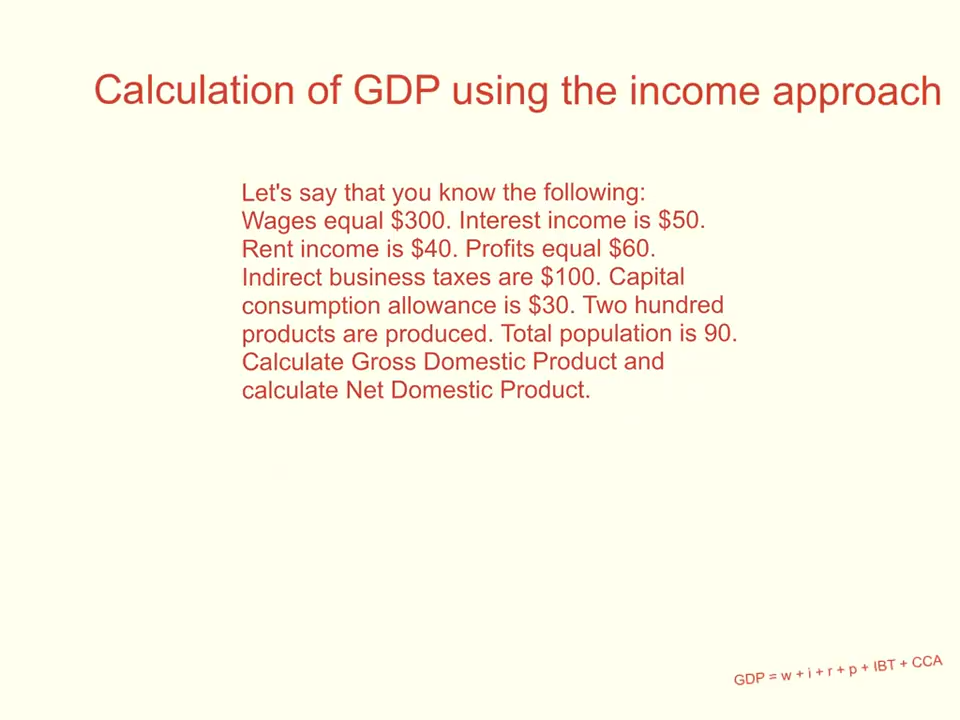 Calculation of GDP using the income approach
Let's say that you know the following:
Wages equal $300. Interest income is $50.
Rent income is $40. Profits equal $60.
Indirect business taxes are $100. Capital
consumption allowance is $30. Two hundred
products are produced. Total population is 90.
Calculate Gross Domestic Product and
calculate Net Domestic Product.
GDP = w + i + r + p + IBT + CCA